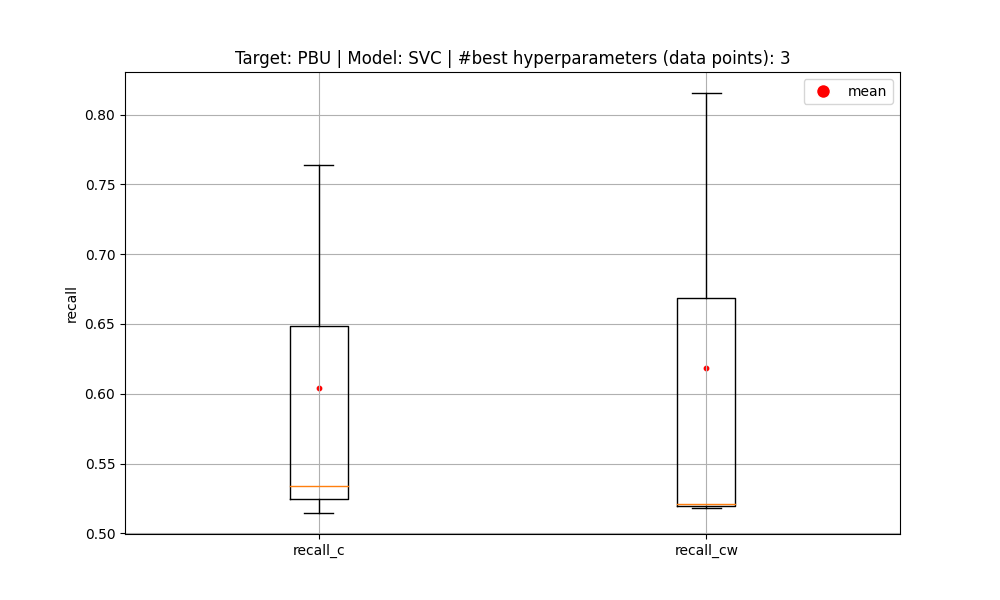 Target: PBU | Model: SVC | #best hyperparameters (data points): 3
mean
0.80
0.75
0.70
0.65
0.60
0.55
0.50
recall
recall_c
recall_cw